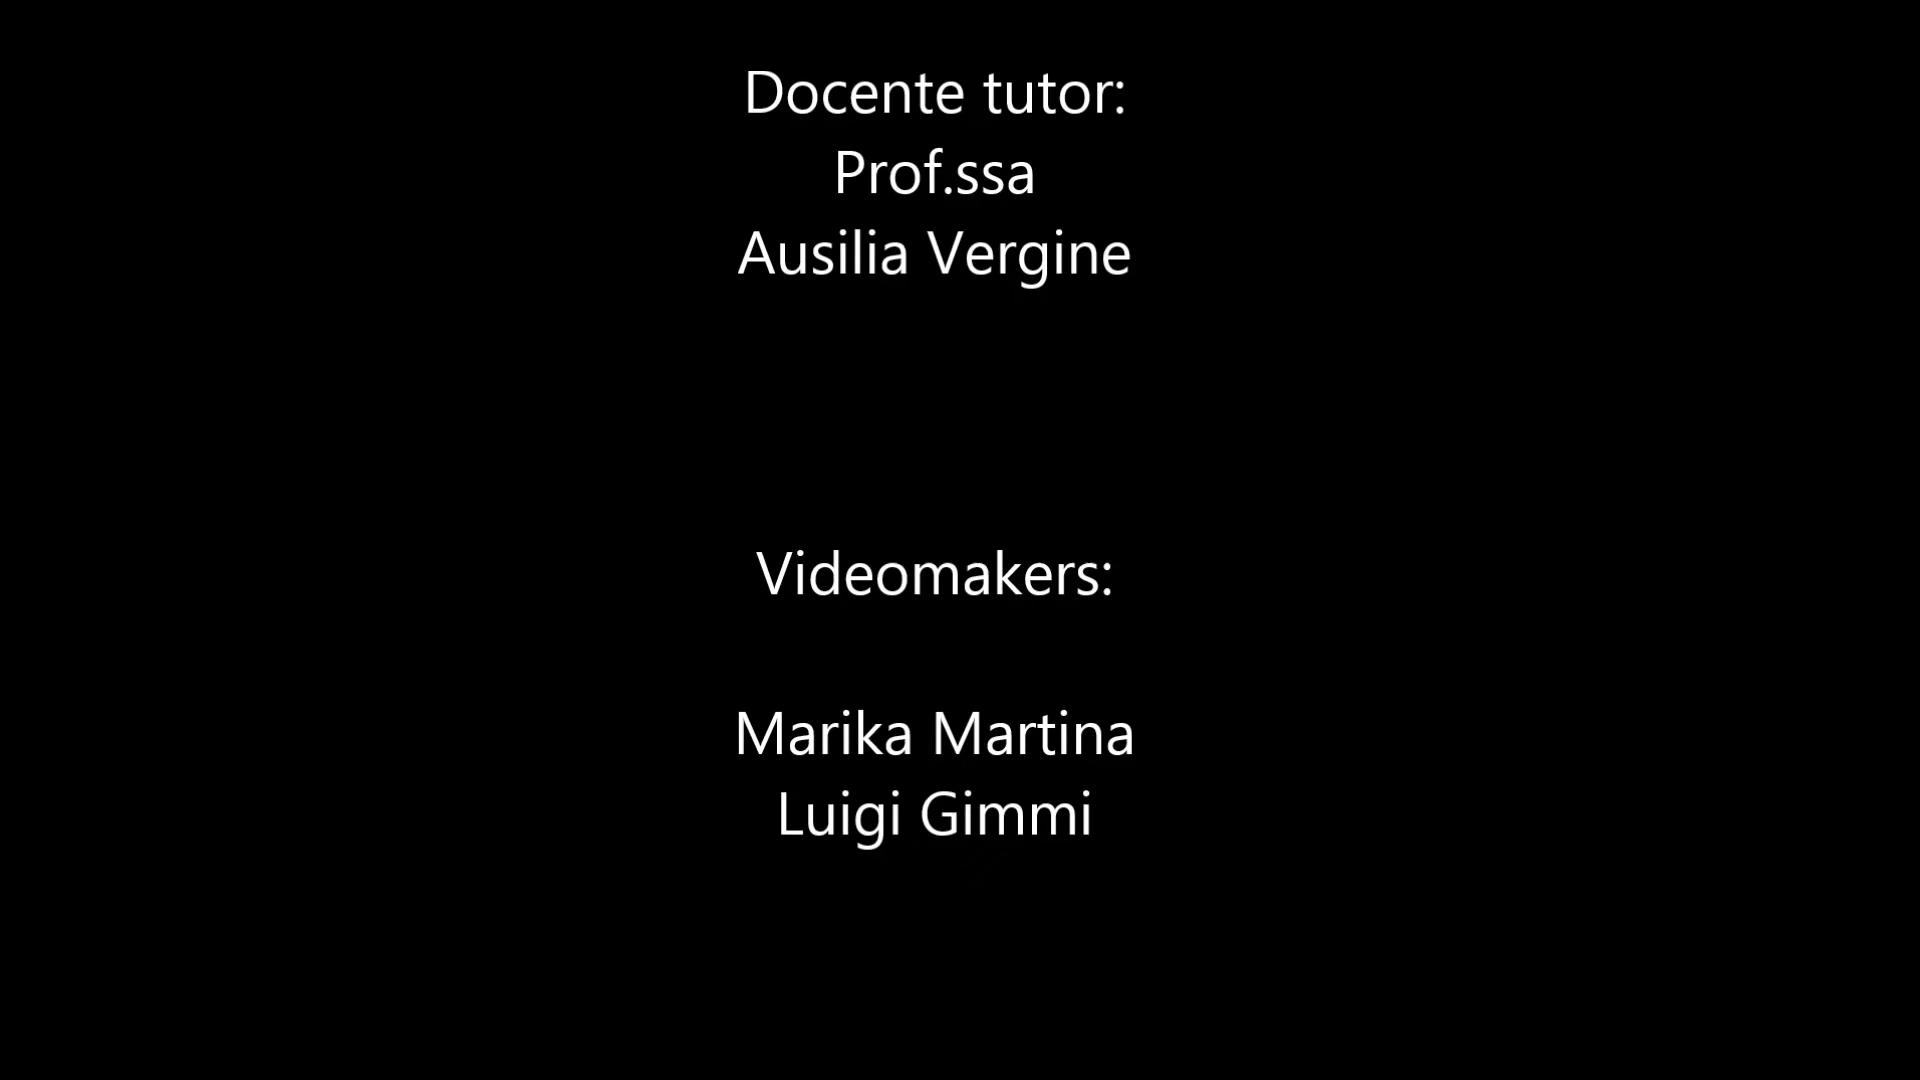 Docente tutor:
Prof.ssa
Ausilia Vergine
Videomakers:
Marika Martina
Luigi Gimmi